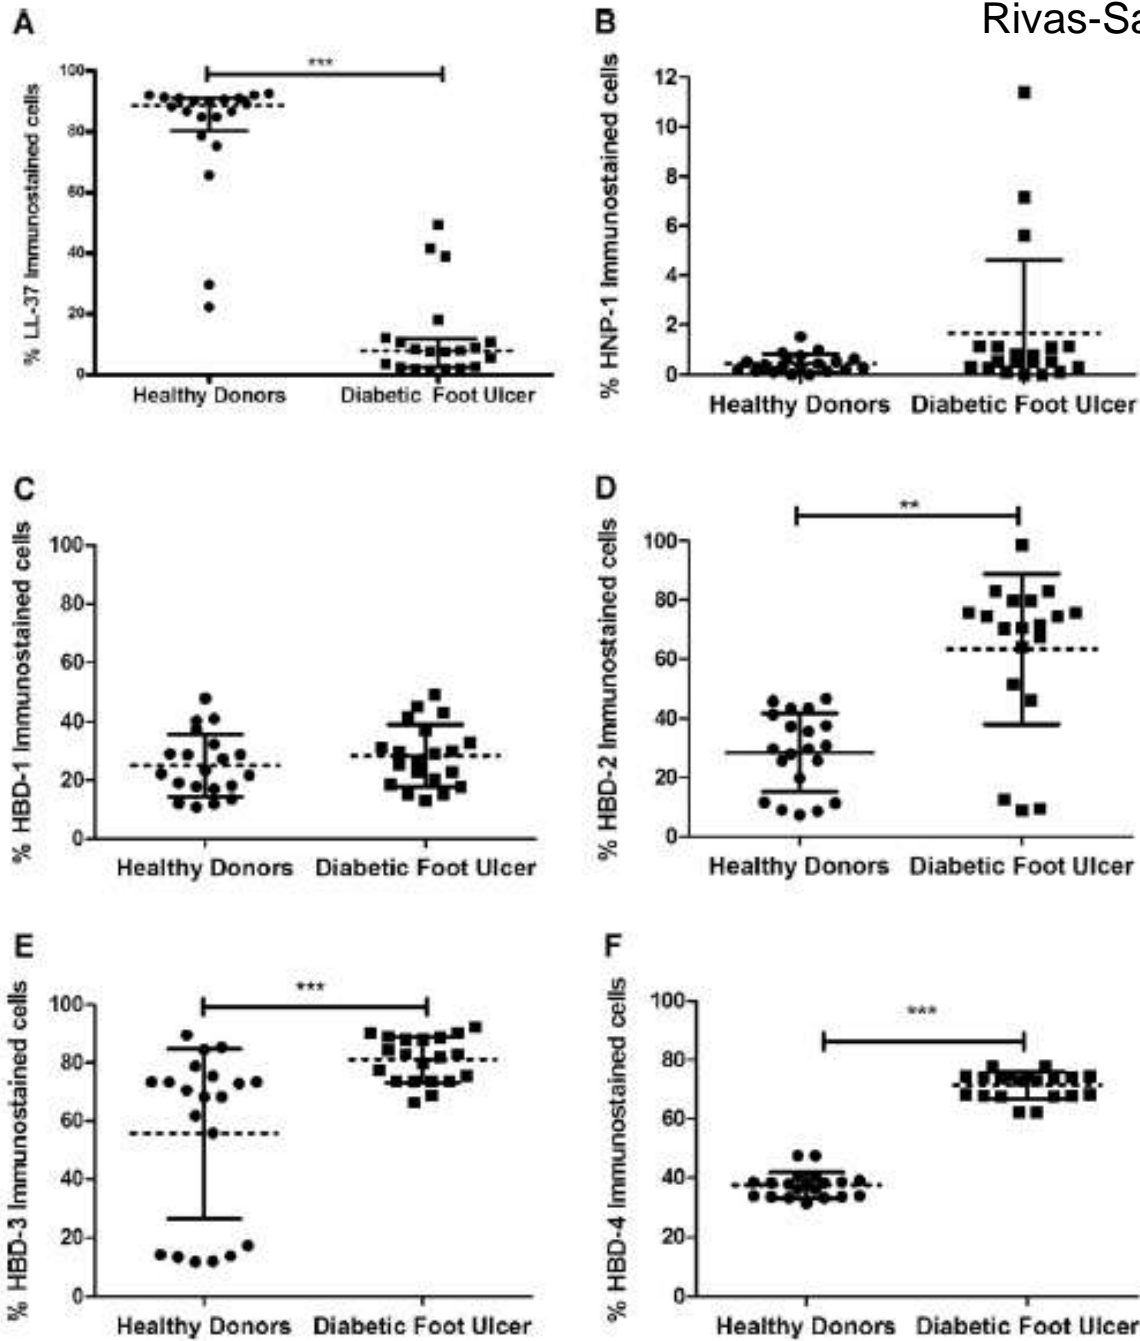 Rivas-Sa
A
% LL-37 Immunostained cells
100
80
60
40
20
0
***
Healthy Donors
Diabetic Foot Ulcer
B
% HNP-1 Immunostained cells
12
10
8
6
4
2
0
Healthy Donors
Diabetic Foot Ulcer
C
% HBD-1 Immunostained cells
100
80
60
40
20
0
Healthy Donors
Diabetic Foot Ulcer
D
% HBD-2 Immunostained cells
100
80
60
40
20
0
**
Healthy Donors
Diabetic Foot Ulcer
E
% HBD-3 Immunostained cells
100
80
60
40
20
0
***
Healthy Donors
Diabetic Foot Ulcer
F
% HBD-4 Immunostained cells
100
80
60
40
20
0
***
Healthy Donors
Diabetic Foot Ulcer